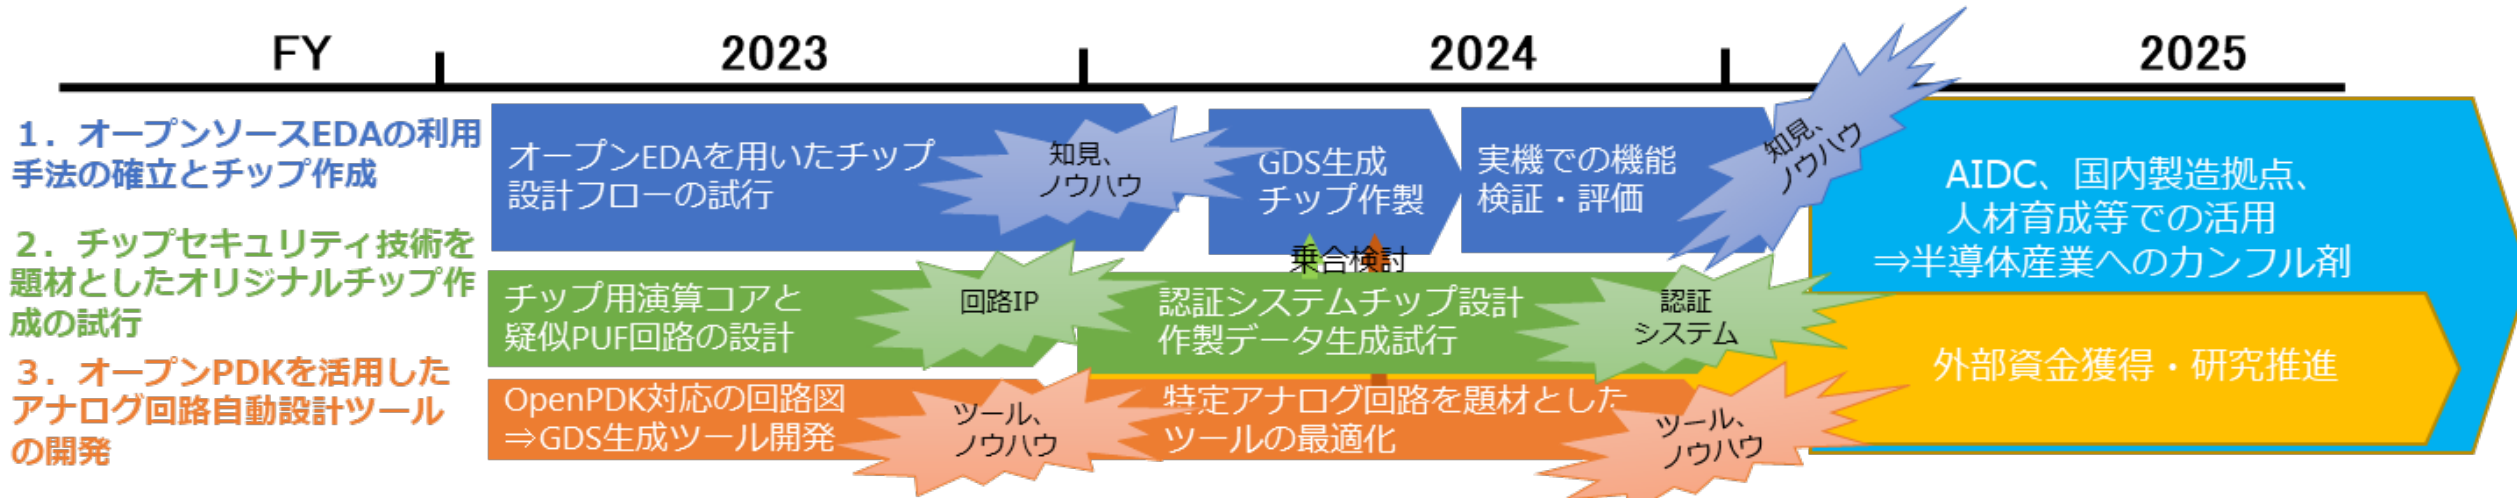 FY
2023
2024
2025
1．オープンソースEDAの利用
手法の確立とチップ作成
オープンEDAを用いたチップ
設計フローの試行
知見、
ノウハウ
GDS生成
チップ作製
実機での機能
検証・評価
知見、
ノウハウ
AIDC、国内製造拠点、
人材育成等での活用
⇒半導体産業へのカンフル剤
乗合検討
2．チップセキュリティ技術を
題材としたオリジナルチップ作
成の試行
チップ用演算コアと
疑似PUF回路の設計
回路IP
認証システムチップ設計
作製データ生成試行
認証
システム
外部資金獲得・研究推進
3．オープンPDKを活用した
アナログ回路自動設計ツール
の開発
OpenPDK対応の回路図
⇒GDS生成ツール開発
ツール、
ノウハウ
特定アナログ回路を題材とした
ツールの最適化
ツール、
ノウハウ